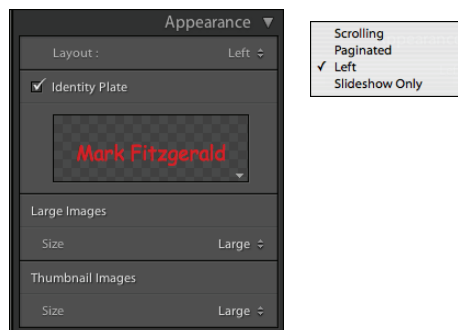 Appearance
Layout : Left
Identity Plate
Mark Fitzgerald
Large Images
Size Large
Thumbnail Images
Size Large
Scrolling
Paginated
✓ Left
Slideshow Only